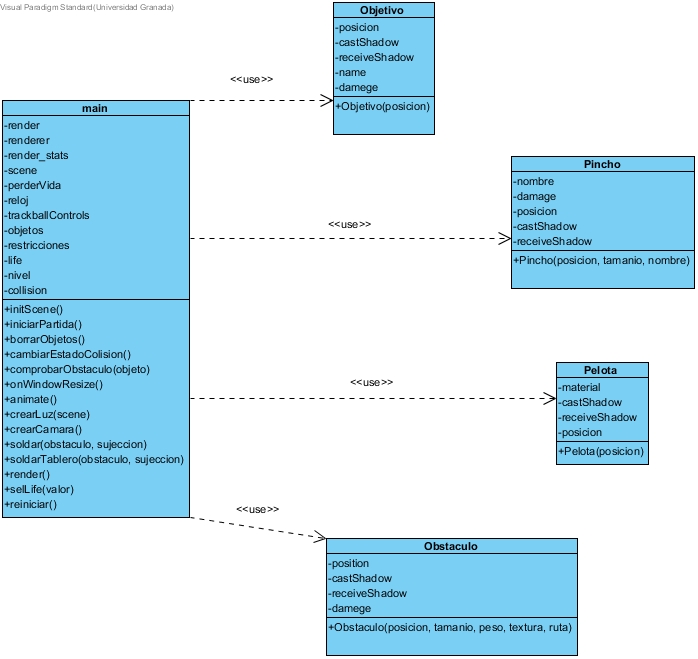 Visual Paradigm Standard(Universidad Granada)
Objetivo
-posicion
-castShadow
-receiveShadow
-name
-damege
+Objetivo(posicion)
<<use>>
main
-render
-renderer
-render_stats
-scene
-perderVida
-reloj
-trackballControls
-objetos
-restricciones
-life
-nivel
-collision
+initScene()
+iniciarPartida()
+borrarObjetos()
+cambiarEstadoColision()
+comprobarObstaculo(objeto)
+onWindowResize()
+animate()
+crearLuz(scene)
+crearCamara()
+soldar(obstaculo, sujeccion)
+soldarTablero(obstaculo, sujeccion)
+render()
+selLife(valor)
+reiniciar()
<<use>>
Pincho
-nombre
-damage
-posicion
-castShadow
-receiveShadow
+Pincho(posicion, tamanio, nombre)
<<use>>
Pelota
-material
-castShadow
-receiveShadow
-posicion
+Pelota(posicion)
<<use>>
Obstaculo
-position
-castShadow
-receiveShadow
-damege
+Obstaculo(posicion, tamanio, peso, textura, ruta)